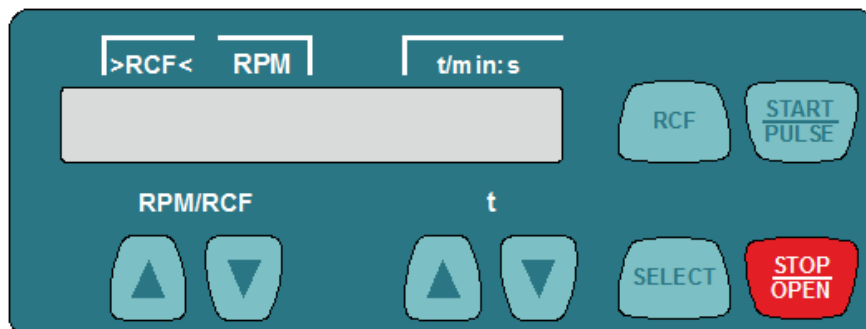 >RCF< RPM t/min:s
RCF
START
PULSE
RPM/RCF t
SELECT
STOP
OPEN